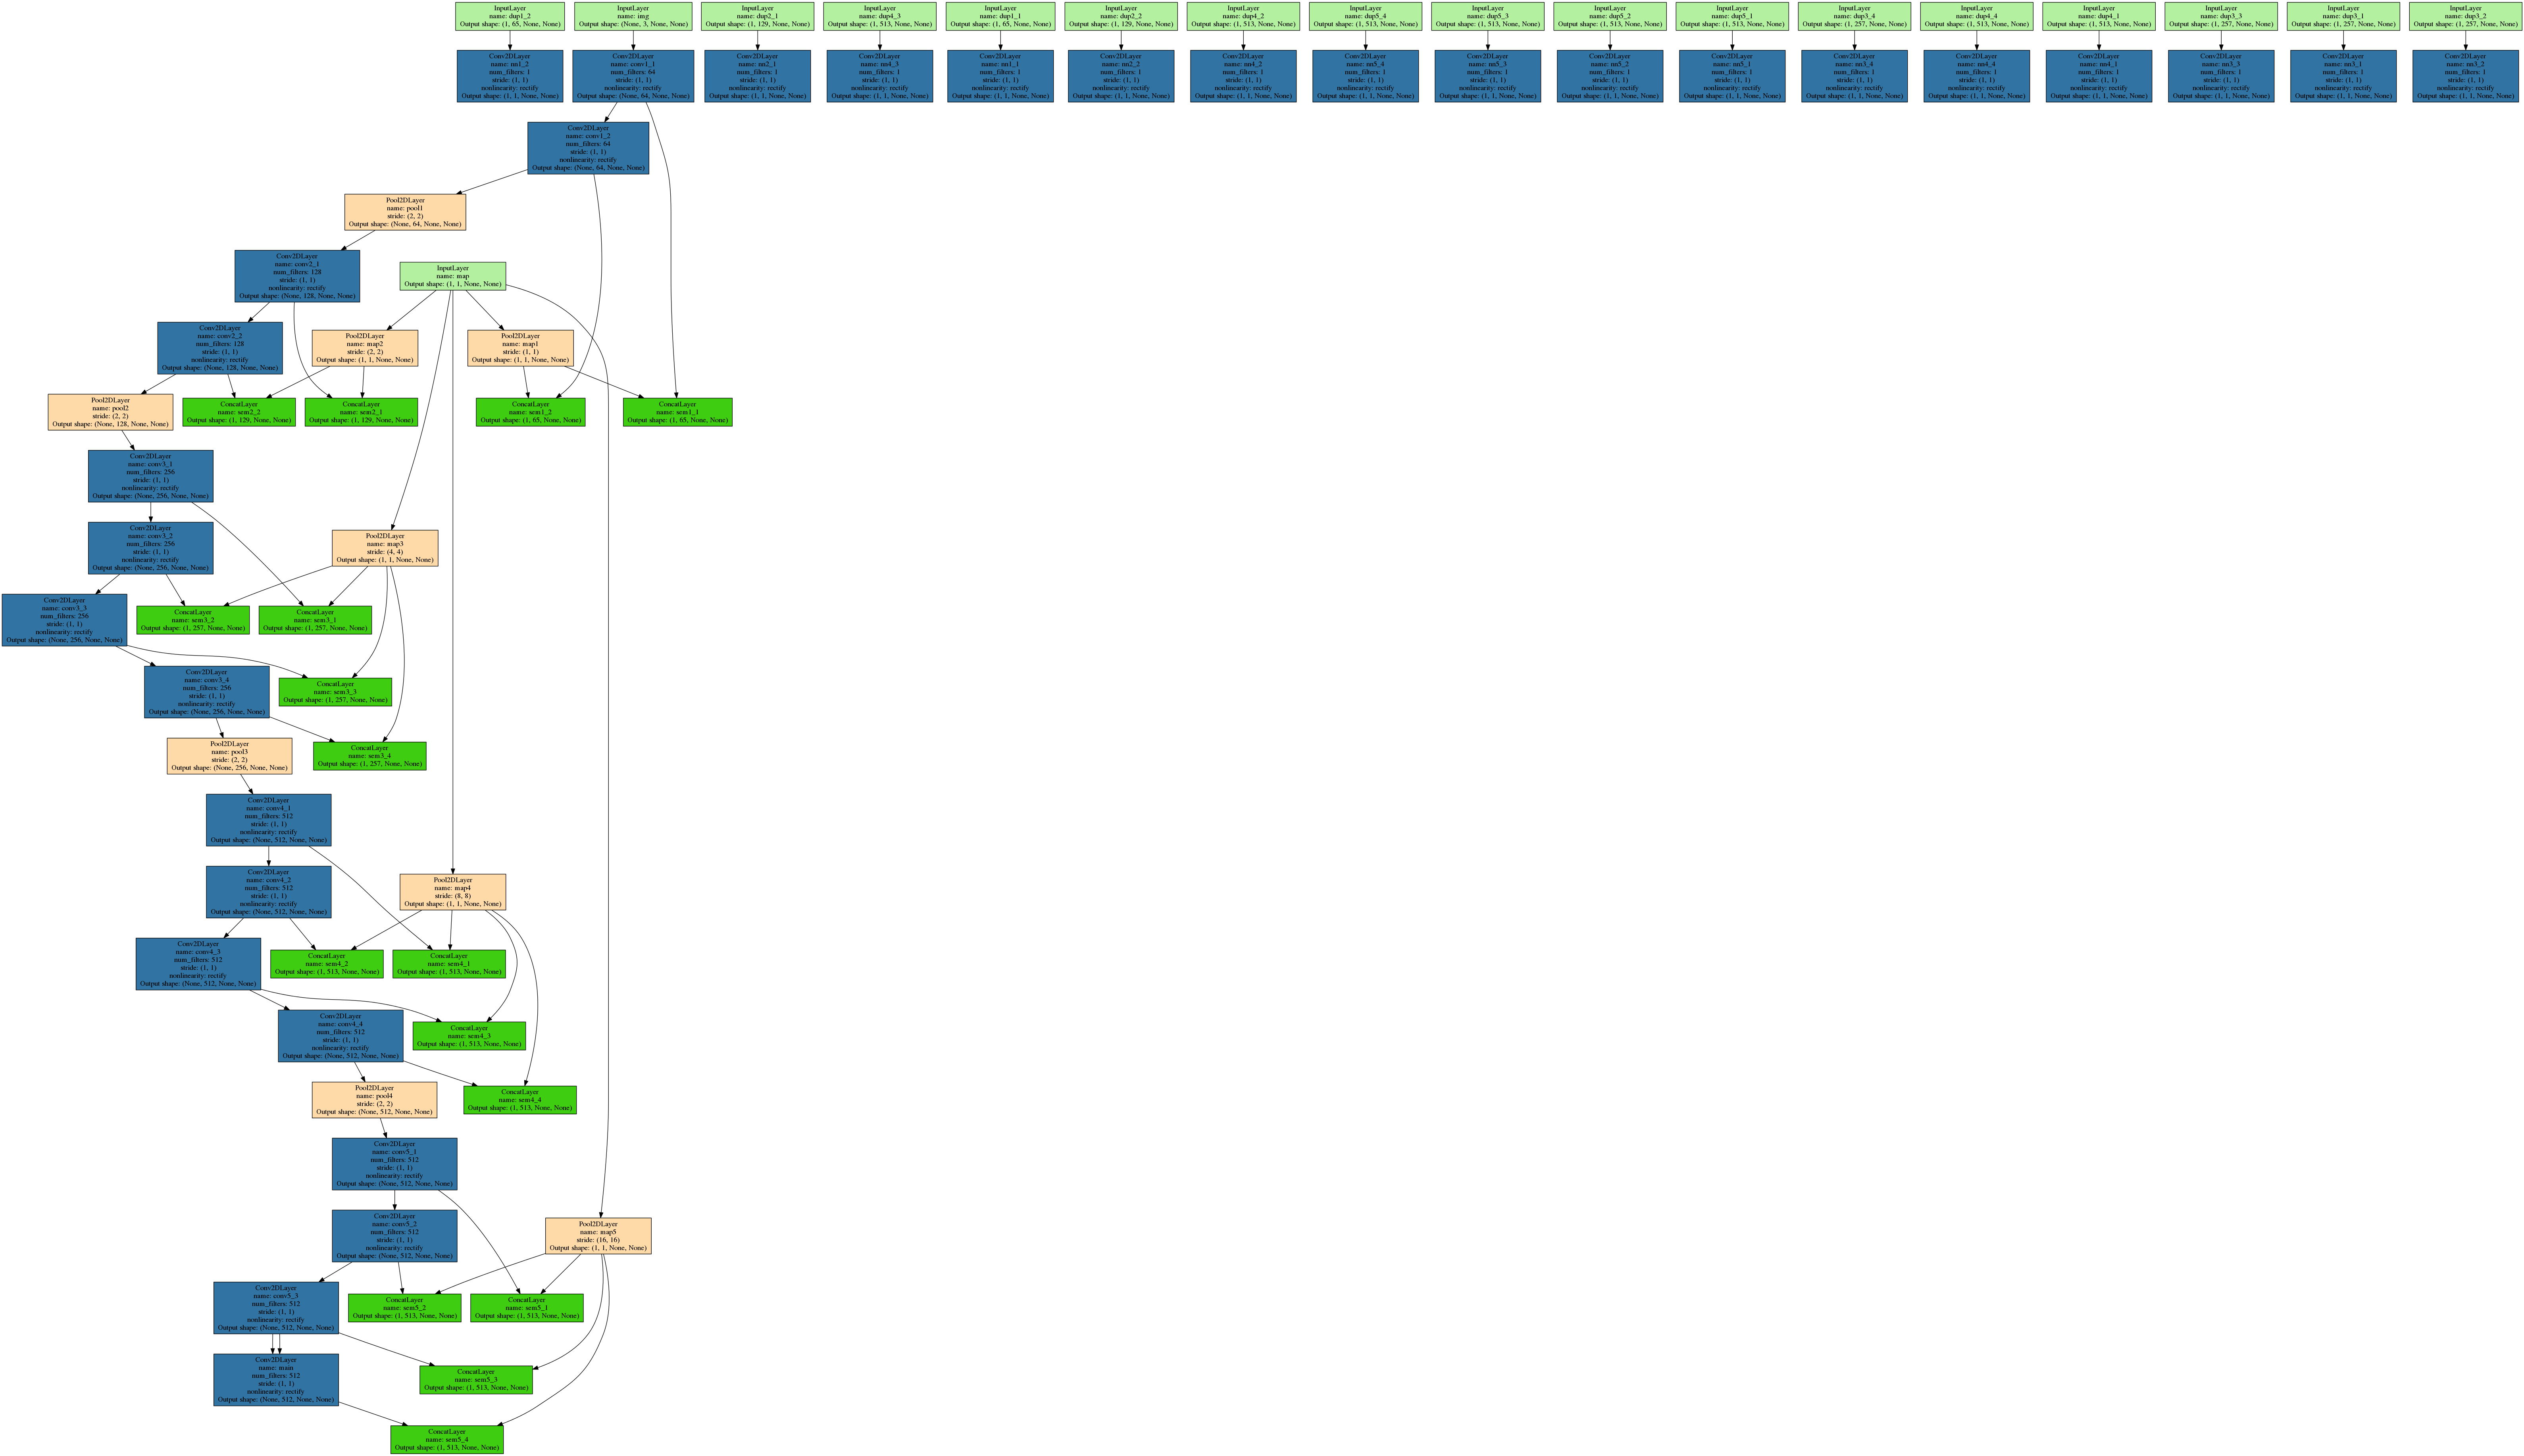 InputLayer
name: dup1_2
Output shape: (1, 65, None, None)
InputLayer
name: img
Output shape: (None, 3, None, None)
InputLayer
name: dup2_1
Output shape: (1, 129, None, None)
InputLayer
name: dup4_3
Output shape: (1, 513, None, None)
InputLayer
name: dup1_1
Output shape: (1, 65, None, None)
InputLayer
name: dup2_2
Output shape: (1, 129, None, None)
InputLayer
name: dup4_2
Output shape: (1, 513, None, None)
InputLayer
name: dup5_4
Output shape: (1, 513, None, None)
InputLayer
name: dup5_3
Output shape: (1, 513, None, None)
InputLayer
name: dup5_2
Output shape: (1, 513, None, None)
InputLayer
name: dup5_1
Output shape: (1, 513, None, None)
InputLayer
name: dup3_4
Output shape: (1, 257, None, None)
InputLayer
name: dup4_4
Output shape: (1, 513, None, None)
InputLayer
name: dup4_1
Output shape: (1, 513, None, None)
InputLayer
name: dup3_3
Output shape: (1, 257, None, None)
InputLayer
name: dup3_1
Output shape: (1, 257, None, None)
InputLayer
name: dup3_2
Output shape: (1, 257, None, None)
Conv2DLayer
name: nn1_2
num_filters: 1
stride: (1, 1)
nonlinearity: rectify
Output shape: (1, 1, None, None)
Conv2DLayer
name: conv1_1
num_filters: 64
stride: (1, 1)
nonlinearity: rectify
Output shape: (None, 64, None, None)
Conv2DLayer
name: nn2_1
num_filters: 1
stride: (1, 1)
nonlinearity: rectify
Output shape: (1, 1, None, None)
Conv2DLayer
name: nn4_3
num_filters: 1
stride: (1, 1)
nonlinearity: rectify
Output shape: (1, 1, None, None)
Conv2DLayer
name: nn1_1
num_filters: 1
stride: (1, 1)
nonlinearity: rectify
Output shape: (1, 1, None, None)
Conv2DLayer
name: nn2_2
num_filters: 1
stride: (1, 1)
nonlinearity: rectify
Output shape: (1, 1, None, None)
Conv2DLayer
name: nn4_2
num_filters: 1
stride: (1, 1)
nonlinearity: rectify
Output shape: (1, 1, None, None)
Conv2DLayer
name: nn5_4
num_filters: 1
stride: (1, 1)
nonlinearity: rectify
Output shape: (1, 1, None, None)
Conv2DLayer
name: nn5_3
num_filters: 1
stride: (1, 1)
nonlinearity: rectify
Output shape: (1, 1, None, None)
Conv2DLayer
name: nn5_2
num_filters: 1
stride: (1, 1)
nonlinearity: rectify
Output shape: (1, 1, None, None)
Conv2DLayer
name: nn5_1
num_filters: 1
stride: (1, 1)
nonlinearity: rectify
Output shape: (1, 1, None, None)
Conv2DLayer
name: nn3_4
num_filters: 1
stride: (1, 1)
nonlinearity: rectify
Output shape: (1, 1, None, None)
Conv2DLayer
name: nn4_4
num_filters: 1
stride: (1, 1)
nonlinearity: rectify
Output shape: (1, 1, None, None)
Conv2DLayer
name: nn4_1
num_filters: 1
stride: (1, 1)
nonlinearity: rectify
Output shape: (1, 1, None, None)
Conv2DLayer
name: nn3_3
num_filters: 1
stride: (1, 1)
nonlinearity: rectify
Output shape: (1, 1, None, None)
Conv2DLayer
name: nn3_1
num_filters: 1
stride: (1, 1)
nonlinearity: rectify
Output shape: (1, 1, None, None)
Conv2DLayer
name: nn3_2
num_filters: 1
stride: (1, 1)
nonlinearity: rectify
Output shape: (1, 1, None, None)
Conv2DLayer
name: conv1_2
num_filters: 64
stride: (1, 1)
nonlinearity: rectify
Output shape: (None, 64, None, None)
Pool2DLayer
name: pool1
stride: (2, 2)
Output shape: (None, 64, None, None)
Conv2DLayer
name: conv2_1
num_filters: 128
stride: (1, 1)
nonlinearity: rectify
Output shape: (None, 128, None, None)
InputLayer
name: map
Output shape: (1, 1, None, None)
Conv2DLayer
name: conv2_2
num_filters: 128
stride: (1, 1)
nonlinearity: rectify
Output shape: (None, 128, None, None)
Pool2DLayer
name: map2
stride: (2, 2)
Output shape: (1, 1, None, None)
Pool2DLayer
name: map1
stride: (1, 1)
Output shape: (1, 1, None, None)
Pool2DLayer
name: pool2
stride: (2, 2)
Output shape: (None, 128, None, None)
ConcatLayer
name: sem2_2
Output shape: (1, 129, None, None)
ConcatLayer
name: sem2_1
Output shape: (1, 129, None, None)
ConcatLayer
name: sem1_2
Output shape: (1, 65, None, None)
ConcatLayer
name: sem1_1
Output shape: (1, 65, None, None)
Conv2DLayer
name: conv3_1
num_filters: 256
stride: (1, 1)
nonlinearity: rectify
Output shape: (None, 256, None, None)
Conv2DLayer
name: conv3_2
num_filters: 256
stride: (1, 1)
nonlinearity: rectify
Output shape: (None, 256, None, None)
Pool2DLayer
name: map3
stride: (4, 4)
Output shape: (1, 1, None, None)
Conv2DLayer
name: conv3_3
num_filters: 256
stride: (1, 1)
nonlinearity: rectify
Output shape: (None, 256, None, None)
ConcatLayer
name: sem3_2
Output shape: (1, 257, None, None)
ConcatLayer
name: sem3_1
Output shape: (1, 257, None, None)
Conv2DLayer
name: conv3_4
num_filters: 256
stride: (1, 1)
nonlinearity: rectify
Output shape: (None, 256, None, None)
ConcatLayer
name: sem3_3
Output shape: (1, 257, None, None)
Pool2DLayer
name: pool3
stride: (2, 2)
Output shape: (None, 256, None, None)
ConcatLayer
name: sem3_4
Output shape: (1, 257, None, None)
Conv2DLayer
name: conv4_1
num_filters: 512
stride: (1, 1)
nonlinearity: rectify
Output shape: (None, 512, None, None)
Conv2DLayer
name: conv4_2
num_filters: 512
stride: (1, 1)
nonlinearity: rectify
Output shape: (None, 512, None, None)
Pool2DLayer
name: map4
stride: (8, 8)
Output shape: (1, 1, None, None)
Conv2DLayer
name: conv4_3
num_filters: 512
stride: (1, 1)
nonlinearity: rectify
Output shape: (None, 512, None, None)
ConcatLayer
name: sem4_2
Output shape: (1, 513, None, None)
ConcatLayer
name: sem4_1
Output shape: (1, 513, None, None)
Conv2DLayer
name: conv4_4
num_filters: 512
stride: (1, 1)
nonlinearity: rectify
Output shape: (None, 512, None, None)
ConcatLayer
name: sem4_3
Output shape: (1, 513, None, None)
Pool2DLayer
name: pool4
stride: (2, 2)
Output shape: (None, 512, None, None)
ConcatLayer
name: sem4_4
Output shape: (1, 513, None, None)
Conv2DLayer
name: conv5_1
num_filters: 512
stride: (1, 1)
nonlinearity: rectify
Output shape: (None, 512, None, None)
Conv2DLayer
name: conv5_2
num_filters: 512
stride: (1, 1)
nonlinearity: rectify
Output shape: (None, 512, None, None)
Pool2DLayer
name: map5
stride: (16, 16)
Output shape: (1, 1, None, None)
Conv2DLayer
name: conv5_3
num_filters: 512
stride: (1, 1)
nonlinearity: rectify
Output shape: (None, 512, None, None)
ConcatLayer
name: sem5_2
Output shape: (1, 513, None, None)
ConcatLayer
name: sem5_1
Output shape: (1, 513, None, None)
Conv2DLayer
name: main
num_filters: 512
stride: (1, 1)
nonlinearity: rectify
Output shape: (None, 512, None, None)
ConcatLayer
name: sem5_3
Output shape: (1, 513, None, None)
ConcatLayer
name: sem5_4
Output shape: (1, 513, None, None)